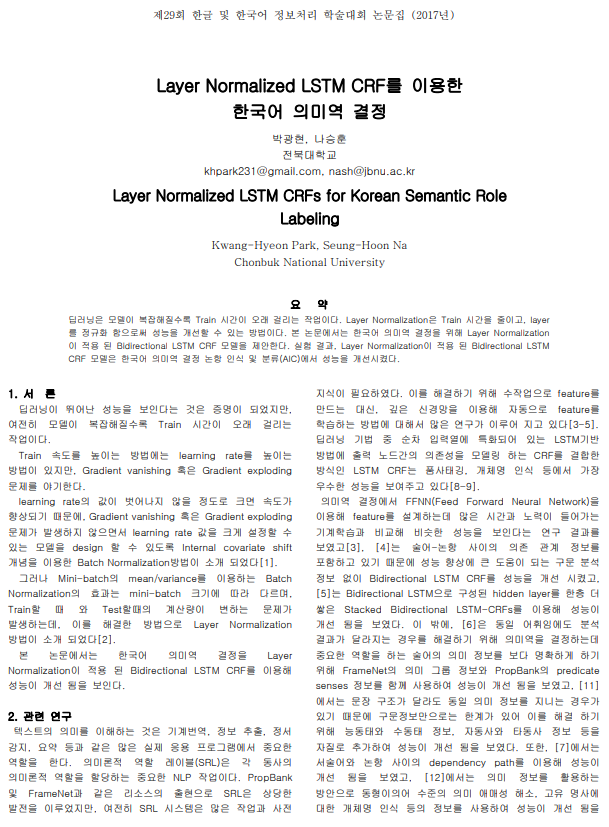 제29회 한글 및 한국어 정보처리 학술대회 논문집 (2017년)
Layer Normalized LSTM CRF를 이용한
한국어 의미역 결정
박광현, 나승훈
전북대학교
khpark231@gmail.com, nash@jbnu.ac.kr
Layer Normalized LSTM CRFs for Korean Semantic Role
Labeling
Kwang-Hyeon Park, Seung-Hoon Na
Chonbuk National University
요 약
딥러닝은 모델이 복잡해질수록 Train 시간이 오래 걸리는 작업이다. Layer Normalization은 Train 시간을 줄이고, layer
를 정규화 함으로써 성능을 개선할 수 있는 방법이다. 본 논문에서는 한국어 의미역 결정을 위해 Layer Normalization
이 적용 된 Bidirectional LSTM CRF 모델을 제안한다. 실험 결과, Layer Normalization이 적용 된 Bidirectional LSTM
CRF 모델은 한국어 의미역 결정 논항 인식 및 분류(AIC)에서 성능을 개선시켰다.
1. 서 론
딥러닝이 뛰어난 성능을 보인다는 것은 증명이 되었지만,
여전히 모델이 복잡해질수록 Train 시간이 오래 걸리는
작업이다.
Train 속도를 높이는 방법에는 learning rate를 높이는
방법이 있지만, Gradient vanishing 혹은 Gradient exploding
문제를 야기한다.
learning rate의 값이 벗어나지 않을 정도로 크면 속도가
향상되기 때문에, Gradient vanishing 혹은 Gradient exploding
문제가 발생하지 않으면서 learning rate 값을 크게 설정할 수
있는 모델을 design 할 수 있도록 Internal covariate shift
개념을 이용한 Batch Normalization방법이 소개 되었다[1].
그러나 Mini-batch의 mean/variance를 이용하는 Batch
Normalization의 효과는 mini-batch 크기에 따라 다르며,
Train할 때 와 Test할때의 계산량이 변하는 문제가
발생하는데, 이를 해결한 방법으로 Layer Normalization
방법이 소개 되었다[2].
본 논문에서는 한국어 의미역 결정을 Layer
Normalization이 적용 된 Bidirectional LSTM CRF를 이용해
성능이 개선 됨을 보인다.
2. 관련 연구
텍스트의 의미를 이해하는 것은 기계번역, 정보 추출, 정서
감지, 요약 등과 같은 많은 실제 응용 프로그램에서 중요한
역할을 한다. 의미론적 역할 레이블(SRL)은 각 동사의
의미론적 역할을 할당하는 중요한 NLP 작업이다. PropBank
및 FrameNet과 같은 리소스의 출현으로 SRL은 상당한
발전을 이루었지만, 여전히 SRL 시스템은 많은 작업과 사전
지식이 필요하였다. 이를 해결하기 위해 수작업으로 feature를
만드는 대신, 깊은 신경망을 이용해 자동으로 feature를
학습하는 방법에 대해서 많은 연구가 이루어 지고 있다[3-5].
딥러닝 기법 중 순차 입력열에 특화되어 있는 LSTM기반
방법에 출력 노드간의 의존성을 모델링 하는 CRF를 결합한
방식인 LSTM CRF는 품사태깅, 개체명 인식 등에서 가장
우수한 성능을 보여주고 있다[8-9].
의미역 결정에서 FFNN(Feed Forward Neural Network)을
이용해 feature를 설계하는데 많은 시간과 노력이 들어가는
기계학습과 비교해 비슷한 성능을 보인다는 연구 결과를
보였고[3], [4]는 술어-논항 사이의 의존 관계 정보를
포함하고 있기 때문에 성능 향상에 큰 도움이 되는 구문 분석
정보 없이 Bidirectional LSTM CRF를 성능을 개선 시켰고,
[5]는 Bidirectional LSTM으로 구성된 hidden layer를 한층 더
쌓은 Stacked Bidirectional LSTM-CRFs를 이용해 성능이
개선 됨을 보였다. 이 밖에, [6]은 동일 어휘임에도 분석
결과가 달라지는 경우를 해결하기 위해 의미역을 결정하는데
중요한 역할을 하는 술어의 의미 정보를 보다 명확하게 하기
위해 FrameNet의 의미 그룹 정보와 PropBank의 predicate
senses 정보를 함께 사용하여 성능이 개선 됨을 보였고, [11]
에서는 문장 구조가 달라도 동일 의미 정보를 지니는 경우가
있기 때문에 구문정보만으로는 한계가 있어 이를 해결 하기
위해 능동태와 수동태 정보, 자동사와 타동사 정보 등을
자질로 추가하여 성능이 개선 됨을 보였다. 또한, [7]에서는
서술어와 논항 사이의 dependency path를 이용해 성능이
개선 됨을 보였고, [12]에서는 의미 정보를 활용하는
방안으로 동형이의어 수준의 의미 애매성 해소, 고유 명사에
대한 개체명 인식 등의 정보를 사용하여 성능이 개선 됨을